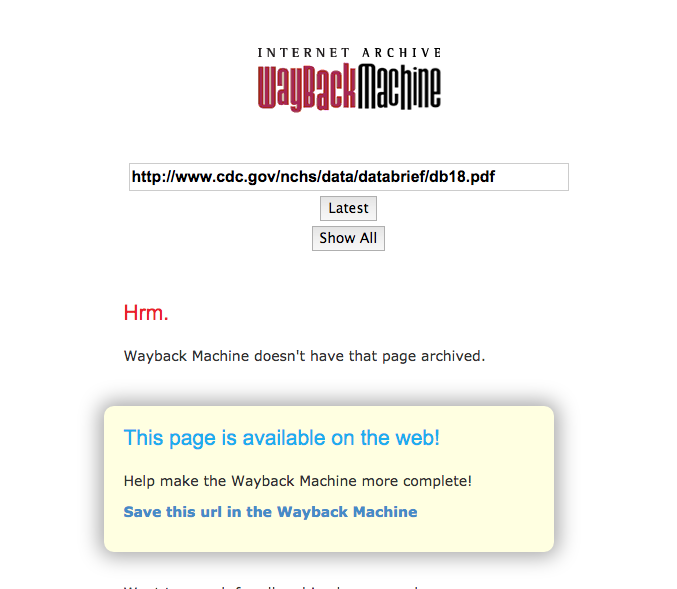 INTERNET ARCHIVE
WayBackMachine
http://www.cdc.gov/nchs/data/databrief/db18.pdf
Latest
Show All
Hrm.
Wayback Machine doesn't have that page archived.
This page is available on the web!
Help make the Wayback Machine more complete!
Save this url in the Wayback Machine